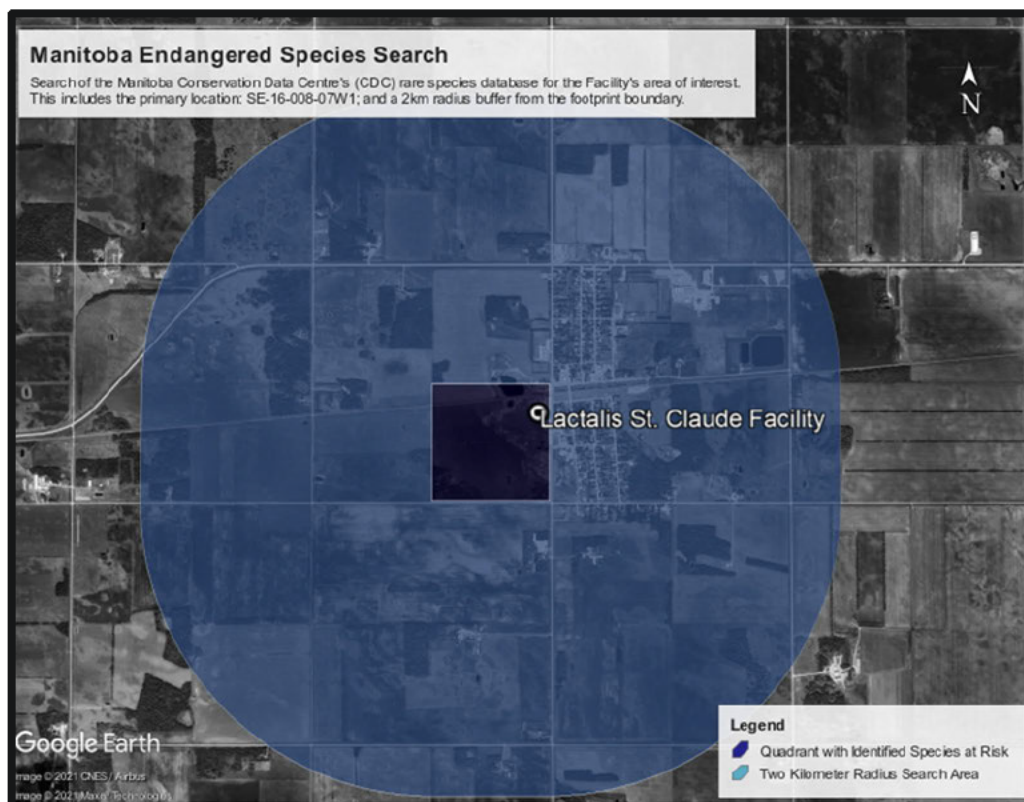 Manitoba Endangered Species Search
Search of the Manitoba Conservation Data Centre's (CDC) rare species database for the Facility's area of interest.
This includes the primary location: SE-16-008-07W1; and a 2km radius buffer from the footprint boundary.
N
Lactalis St. Claude Facility
Legend
Quadrant with Identified Species at Risk
Two Kilometer Radius Search Area
Google Earth
Image © 2021 CNES / Airbus
Image © 2021 Maxar Technologies